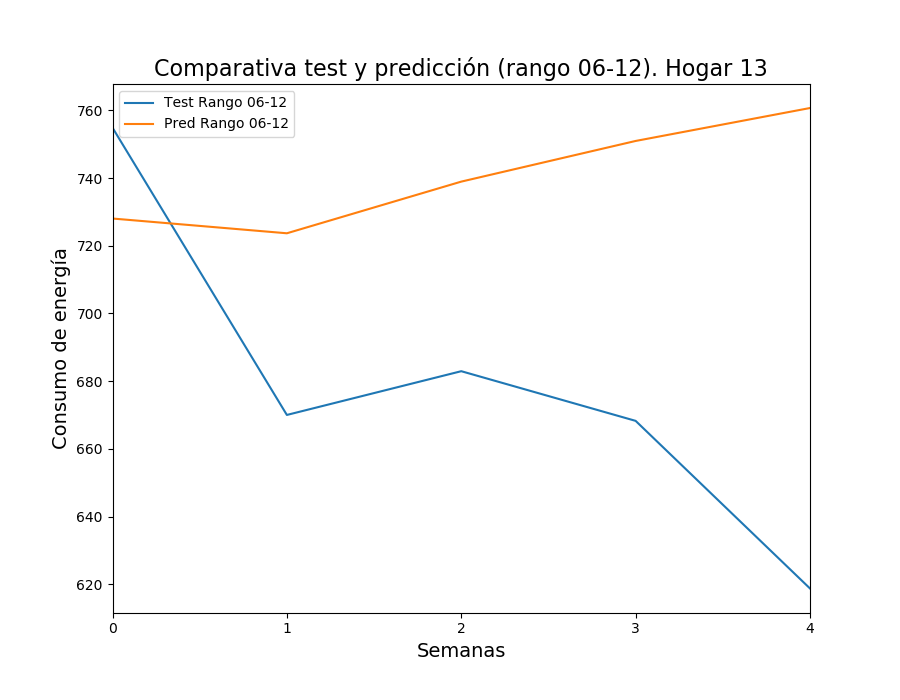 Comparativa test y predicción (rango 06-12). Hogar 13
Test Rango 06-12
Pred Rango 06-12
760
740
720
700
680
660
640
620
Consumo de energía
0 1 2 3 4
Semanas